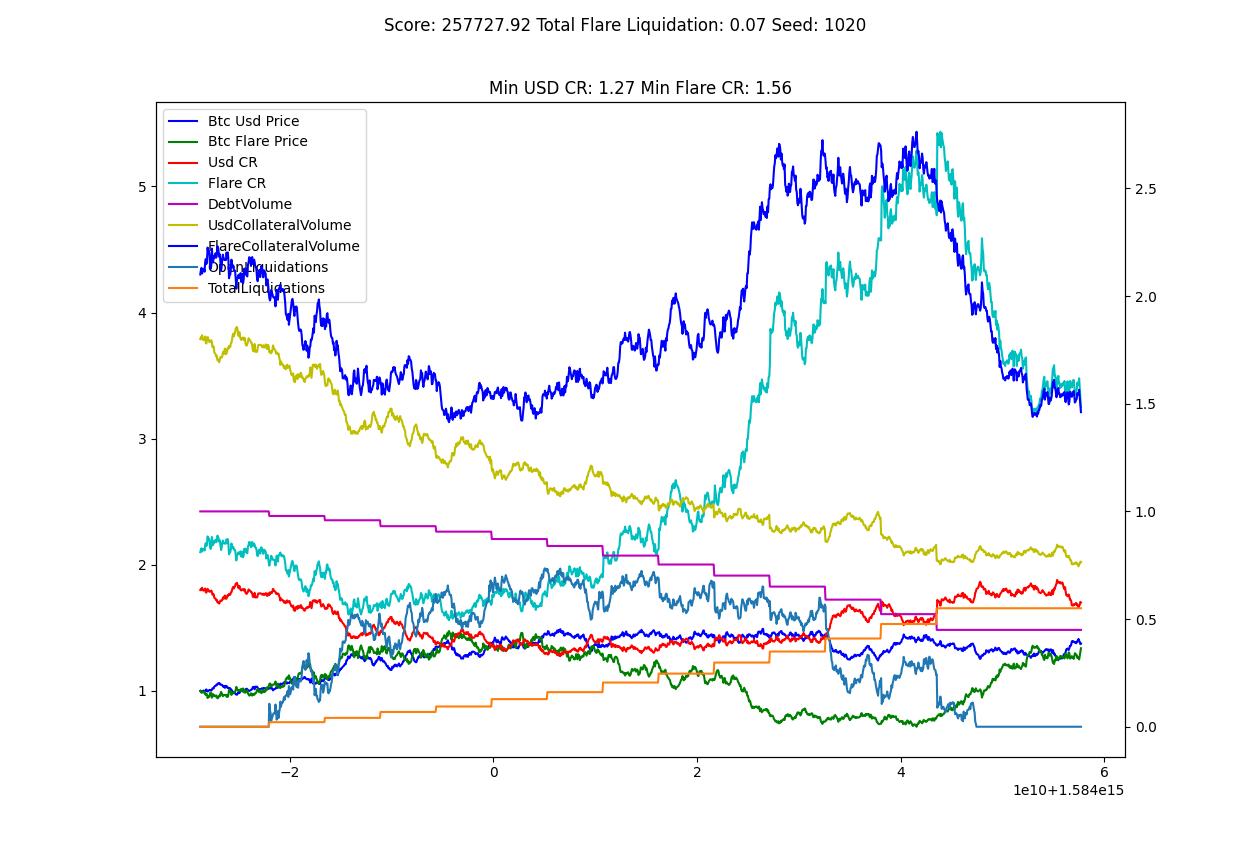 Score: 257727.92 Total Flare Liquidation: 0.07 Seed: 1020
Min USD CR: 1.27 Min Flare CR: 1.56
Btc Usd Price
Btc Flare Price
Usd CR
Flare CR
DebtVolume
UsdCollateralVolume
FlareCollateralVolume
OpenLiquidations
TotalLiquidations
5
4
3
2
1
2.5
2.0
1.5
1.0
0.5
0.0
−2
0
2
4
6
1e10+1.584e15